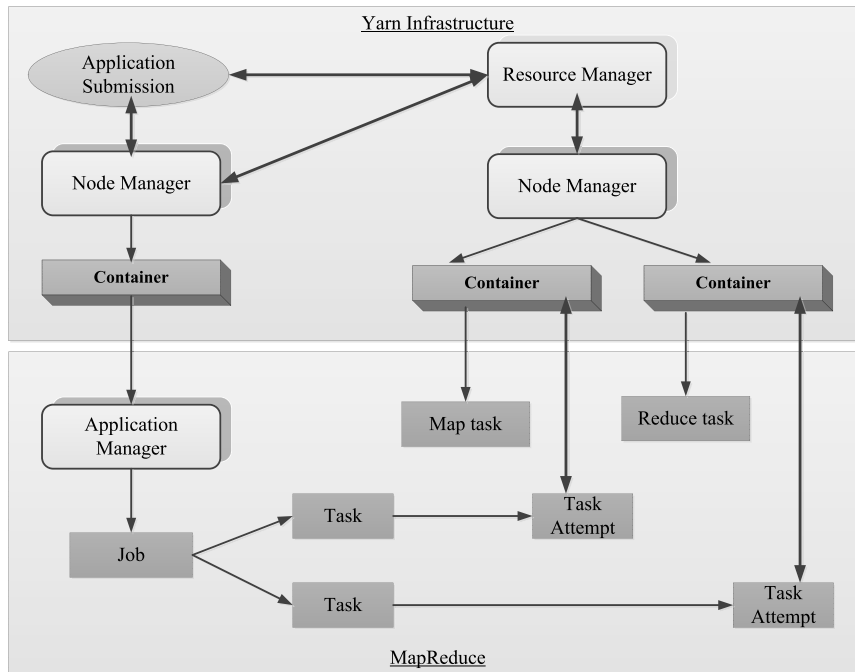 Yarn Infrastructure
Application
Submission
Resource Manager
Node Manager
Node Manager
Container
Container
Container
Application
Manager
Map task
Reduce task
Task
Task
Attempt
Job
Task
Task
Attempt
MapReduce